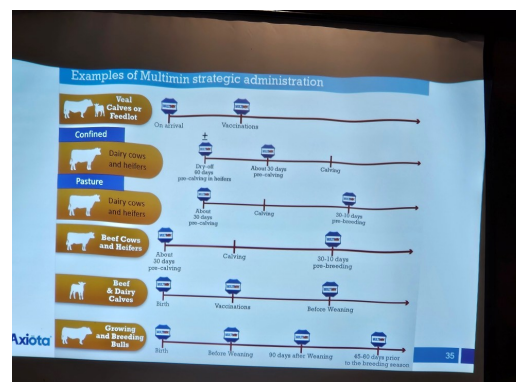 Examples of Multimin strategic administration
Veal
Calves or
Feedlot
On arrival
Vaccinations
Confined
Dairy cows
and heifers
±
Dry-off
60 days
pre-calving in heifers
About 30 days
pre-calving
Calving
Pasture
Dairy cows
and heifers
About
30 days
pre-calving
Calving
30-10 days
pre-breeding
Beef Cows
and Heifers
About
30 days
pre-calving
Calving
30-10 days
pre-breeding
Beef
& Dairy
Calves
Birth
Vaccinations
Before Weaning
Growing
and Breeding
Bulls
Birth
Before Weaning
90 days after Weaning
45-60 days prior
to the breeding season
Axiota
35